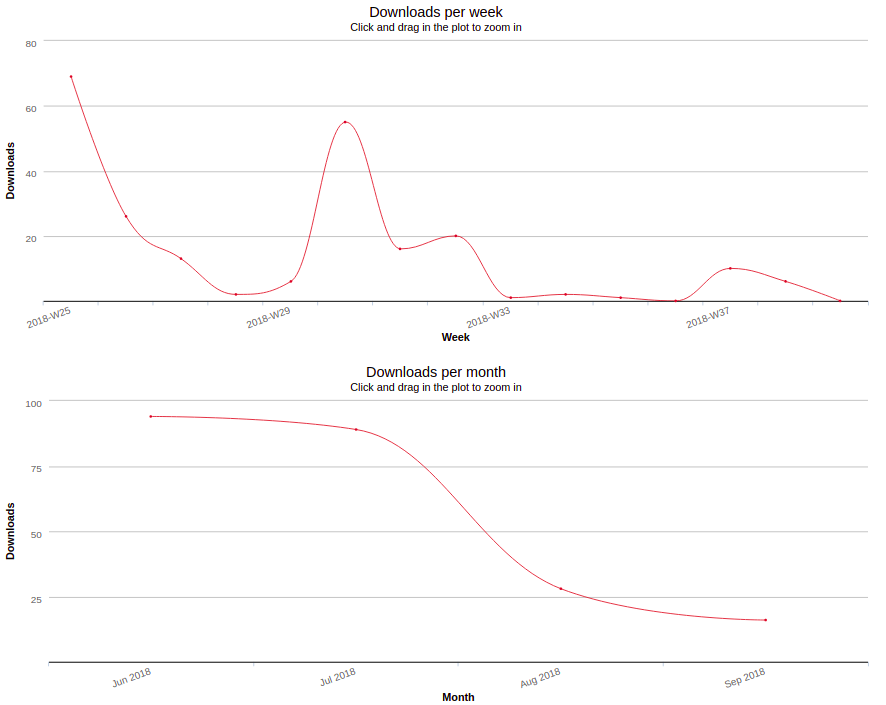 Downloads per week
Click and drag in the plot to zoom in
80
60
40
20
Downloads
2018-W25
2018-W29
2018-W33
2018-W37
Week
Downloads per month
Click and drag in the plot to zoom in
100
75
50
25
Downloads
Jun 2018
Jul 2018
Aug 2018
Sep 2018
Month